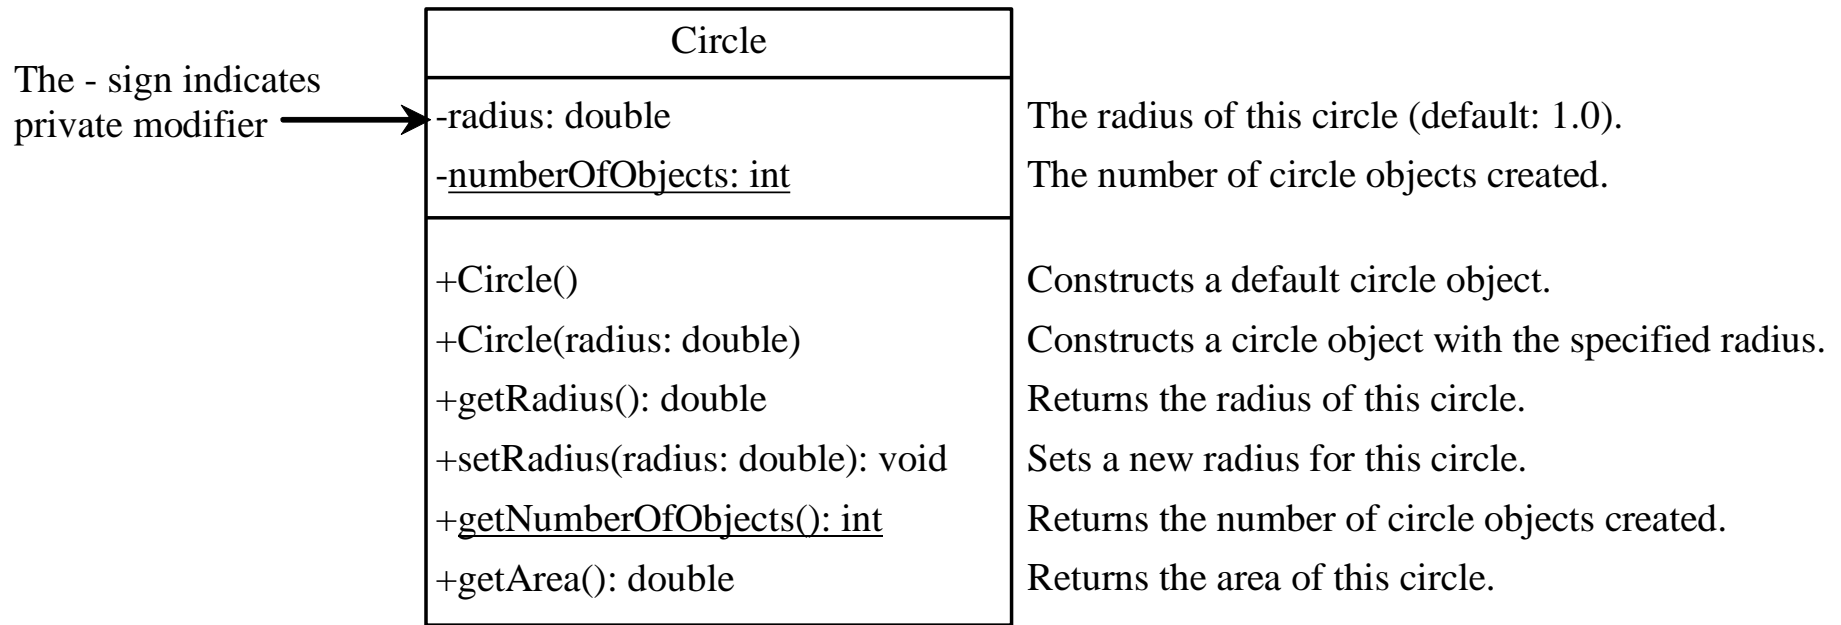 Circle
The - sign indicates
private modifier
-radius: double
The radius of this circle (default: 1.0).
-numberOfObjects: int
The number of circle objects created.
+Circle()
Constructs a default circle object.
+Circle(radius: double)
Constructs a circle object with the specified radius.
+getRadius(): double
Returns the radius of this circle.
+setRadius(radius: double): void
Sets a new radius for this circle.
+getNumberOfObjects(): int
Returns the number of circle objects created.
+getArea(): double
Returns the area of this circle.